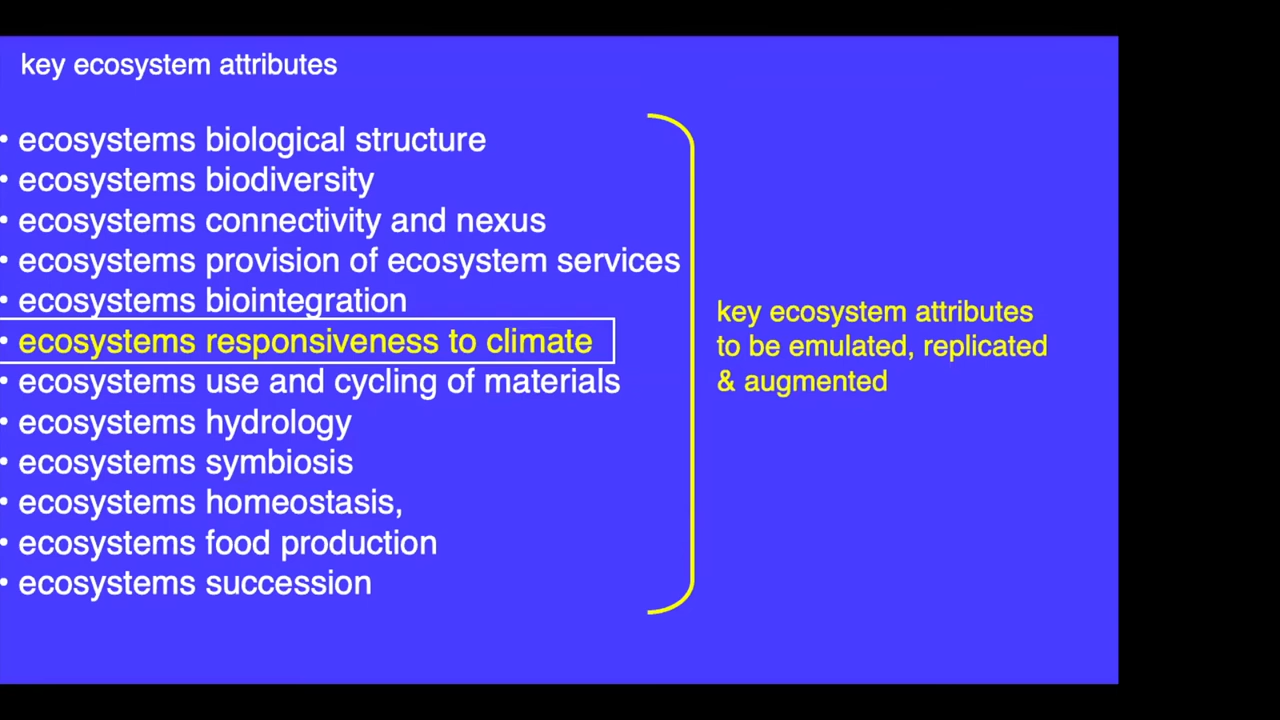 key ecosystem attributes
• ecosystems biological structure
• ecosystems biodiversity
• ecosystems connectivity and nexus
• ecosystems provision of ecosystem services
• ecosystems biointegration
• ecosystems responsiveness to climate
• ecosystems use and cycling of materials
• ecosystems hydrology
• ecosystems symbiosis
• ecosystems homeostasis,
• ecosystems food production
• ecosystems succession
key ecosystem attributes
to be emulated, replicated
& augmented